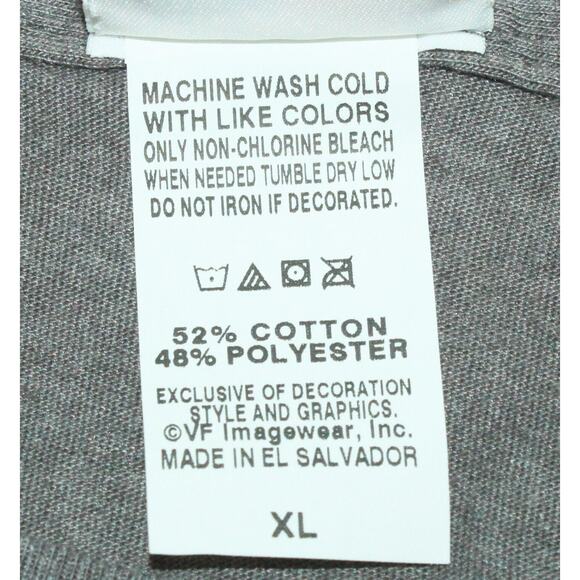 MACHINE WASH COLD
WITH LIKE COLORS
ONLY NON-CHLORINE BLEACH
WHEN NEEDED TUMBLE DRY LOW
DO NOT IRON IF DECORATED.
52% COTTON
48% POLYESTER
EXCLUSIVE OF DECORATION
STYLE AND GRAPHICS.
©VF Imagewear, Inc.
MADE IN EL SALVADOR
XL